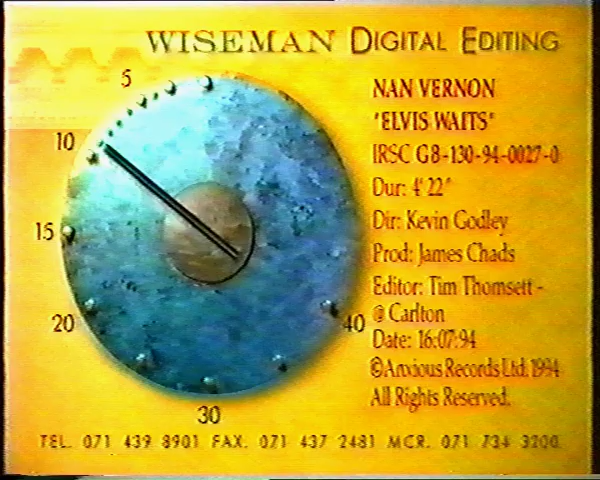 WISEMAN DIGITAL EDITING
5
10
15
20
30
40
NAN VERNON
'ELVIS WAITS'
IRSC GB-130-94-0027-0
Dur: 4' 22"
Dir: Kevin Godley
Prod: James Chads
Editor: Tim Thomsett -
@ Carlton
Date: 16:07:94
©Anxious Records Ltd. 1994
All Rights Reserved.
TEL. 071 439 8901 FAX. 071 437 2481 MCR. 071 734 3200